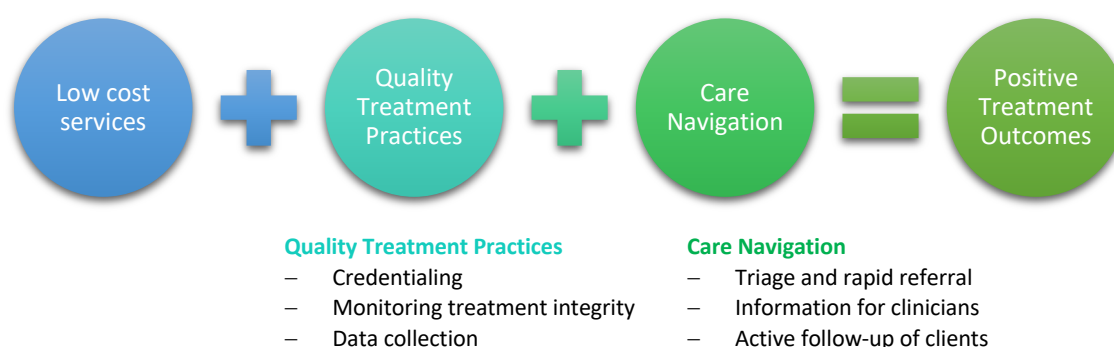 Low cost
services
Quality
Treatment
Practices
Care
Navigation
Positive
Treatment
Outcomes
Quality Treatment Practices
– Credentialing
– Monitoring treatment integrity
– Data collection
Care Navigation
– Triage and rapid referral
– Information for clinicians
– Active follow-up of clients